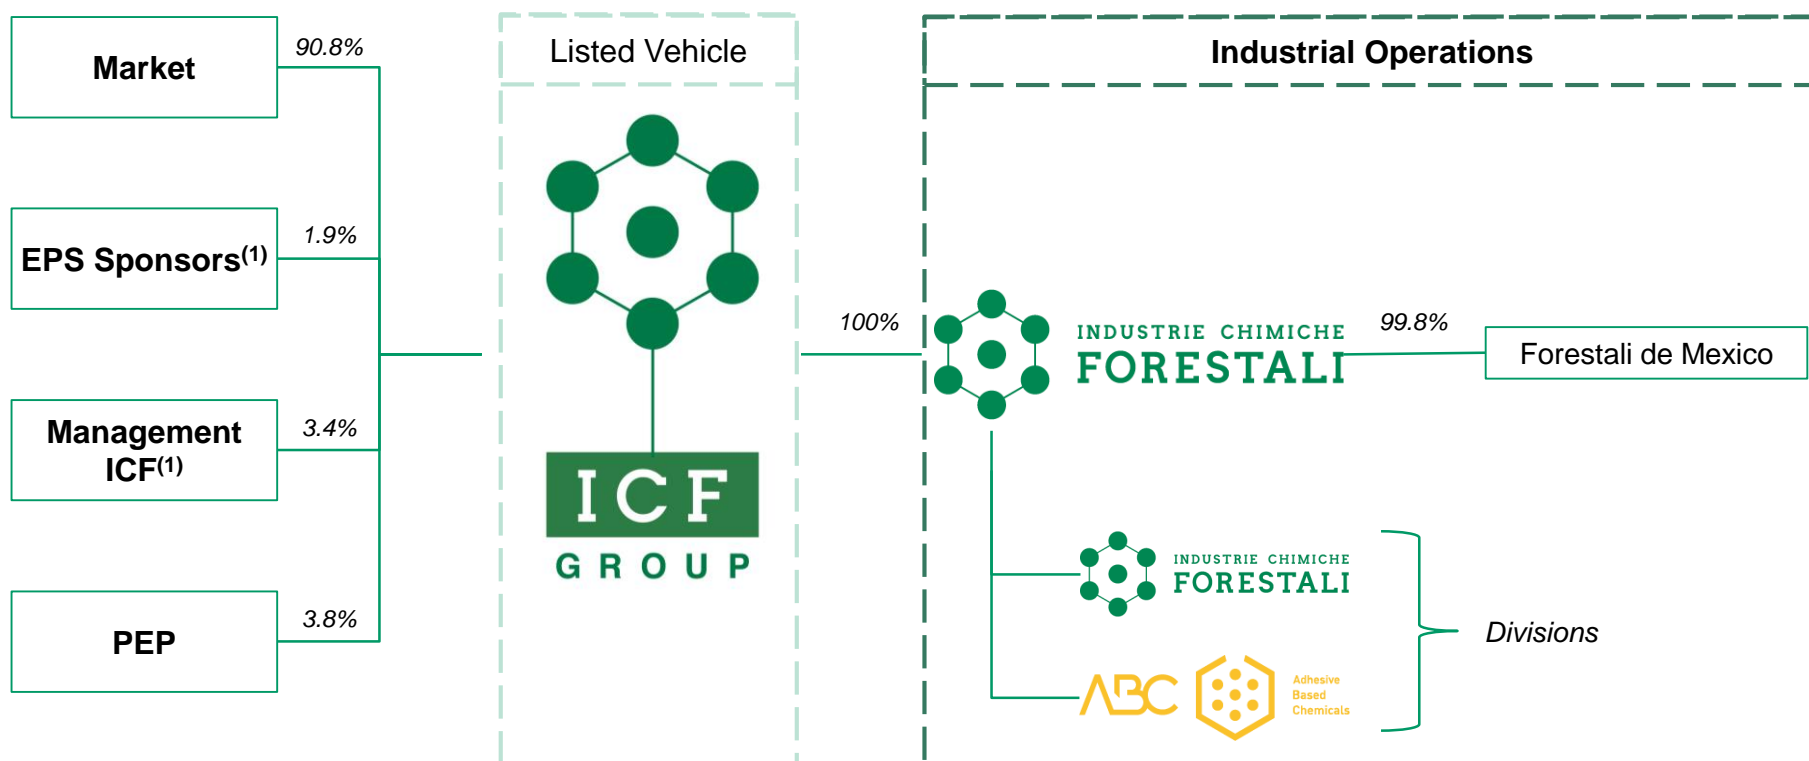 Market
90.8%
EPS Sponsors(1)
1.9%
Management
ICF(1)
3.4%
PEP
3.8%
Listed Vehicle
ICF
GROUP
100%
Industrial Operations
INDUSTRIE CHIMICHE
FORESTALI
99.8%
Forestali de Mexico
INDUSTRIE CHIMICHE
FORESTALI
ABC
Adhesive
Based
Chemicals
Divisions